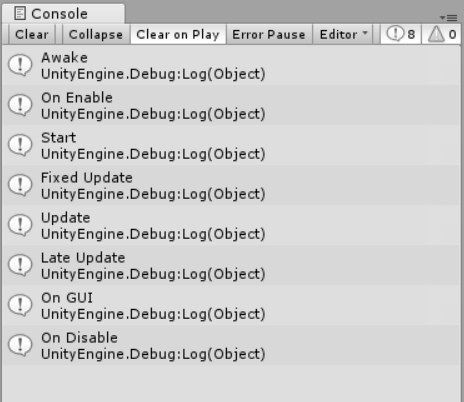 Console
Clear Collapse Clear on Play Error Pause Editor 8 0
Awake
UnityEngine.Debug:Log(Object)
On Enable
UnityEngine.Debug:Log(Object)
Start
UnityEngine.Debug:Log(Object)
Fixed Update
UnityEngine.Debug:Log(Object)
Update
UnityEngine.Debug:Log(Object)
Late Update
UnityEngine.Debug:Log(Object)
On GUI
UnityEngine.Debug:Log(Object)
On Disable
UnityEngine.Debug:Log(Object)